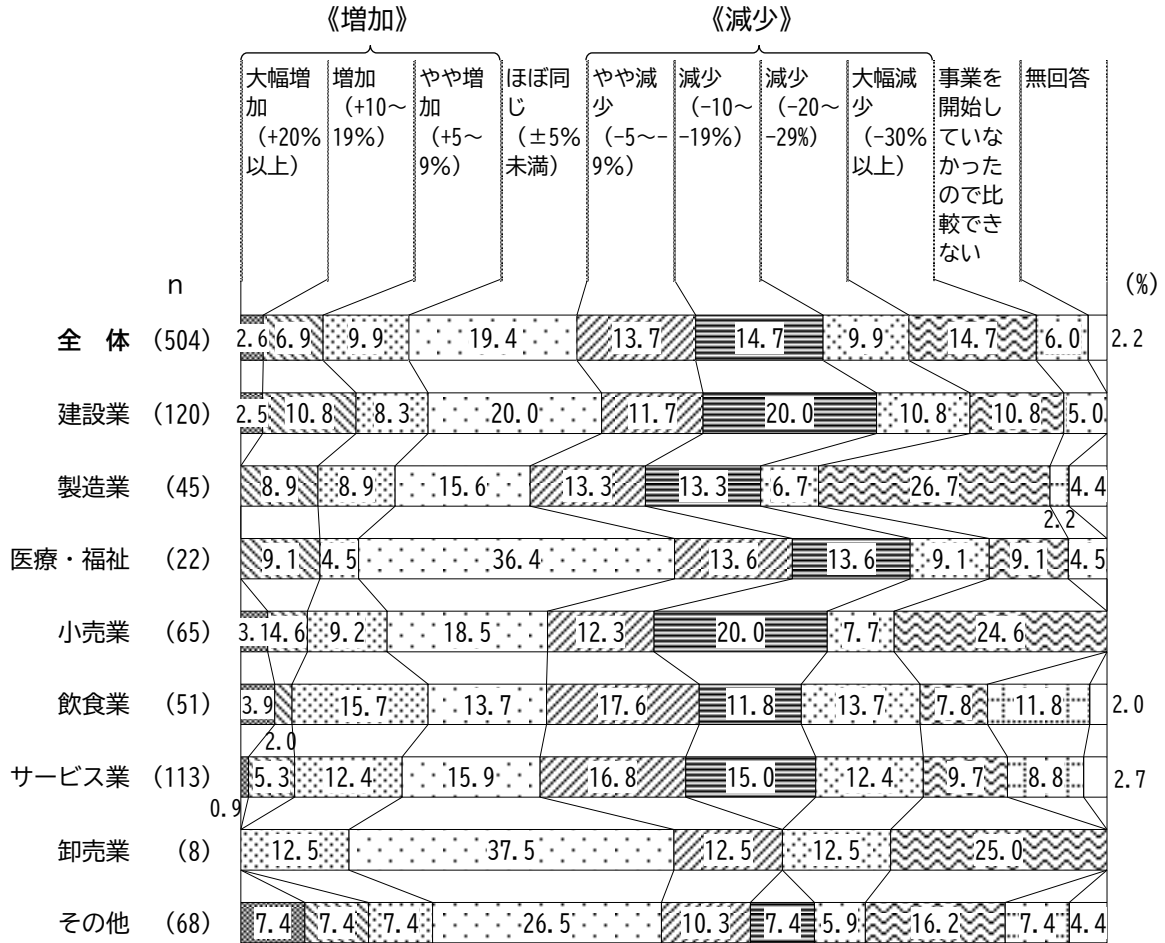 《増加》 《減少》
大幅増加（+20%以上）
増加（+10～19%）
やや増加（+5～9%）
ほぼ同じ（±5%未満）
やや減少（-5～-9%）
減少（-10～-19%）
減少（-20～-29%）
大幅減少（-30%以上）
事業を開始していなかったので比較できない
無回答
n (%)
全 体 (504) 2.6 6.9 9.9 19.4 13.7 14.7 9.9 14.7 6.0 2.2
建設業 (120) 2.5 10.8 8.3 20.0 11.7 20.0 10.8 10.8 5.0
製造業 (45) 8.9 8.9 15.6 13.3 13.3 6.7 26.7 2.2 4.4
医療・福祉 (22) 9.1 4.5 36.4 13.6 13.6 9.1 9.1 4.5
小売業 (65) 3.1 4.6 9.2 18.5 12.3 20.0 7.7 24.6
飲食業 (51) 3.9 2.0 15.7 13.7 17.6 11.8 13.7 7.8 11.8 2.0
サービス業 (113) 0.9 5.3 12.4 15.9 16.8 15.0 12.4 9.7 8.8 2.7
卸売業 (8) 12.5 37.5 12.5 12.5 25.0
その他 (68) 7.4 7.4 7.4 26.5 10.3 7.4 5.9 16.2 7.4 4.4